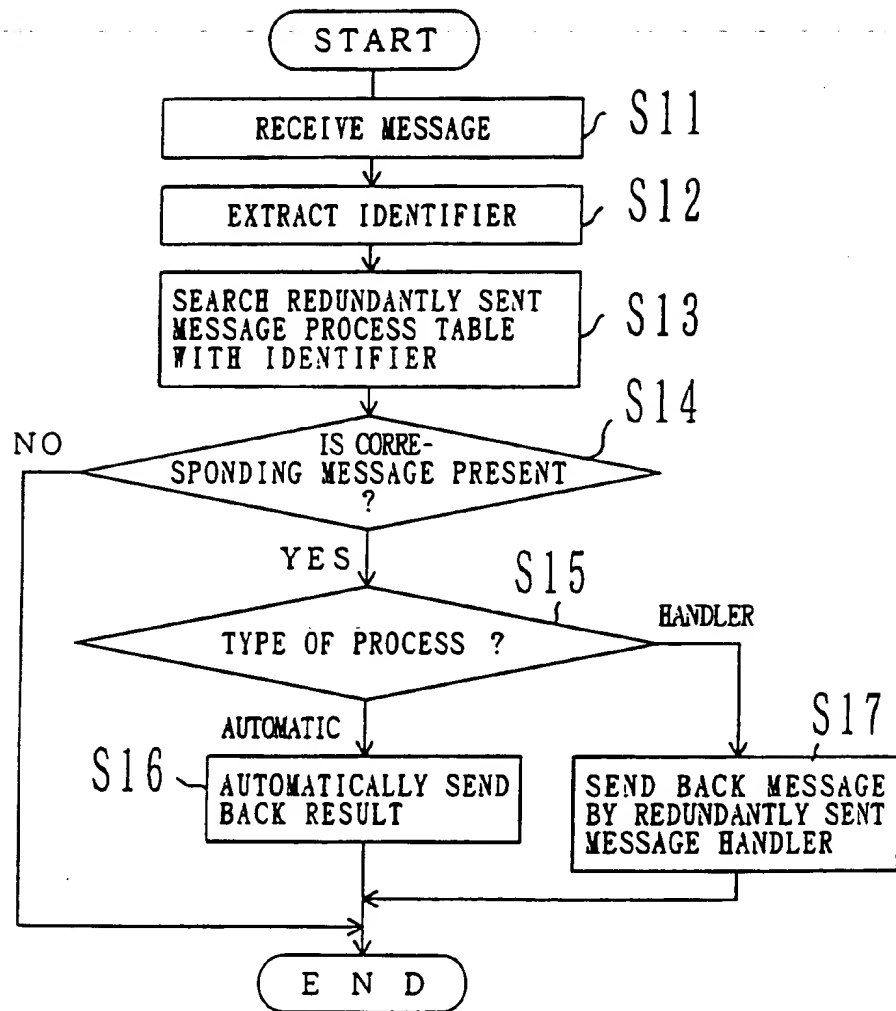 START
RECEIVE MESSAGE
S11
EXTRACT IDENTIFIER
S12
SEARCH REDUNDANTLY SENT
MESSAGE PROCESS TABLE
WITH IDENTIFIER
S13
S14
NO
IS CORRE-
SPONDING MESSAGE PRESENT
?
YES
S15
TYPE OF PROCESS ?
HANDLER
AUTOMATIC
S16
AUTOMATICALLY SEND
BACK RESULT
S17
SEND BACK MESSAGE
BY REDUNDANTLY SENT
MESSAGE HANDLER
END